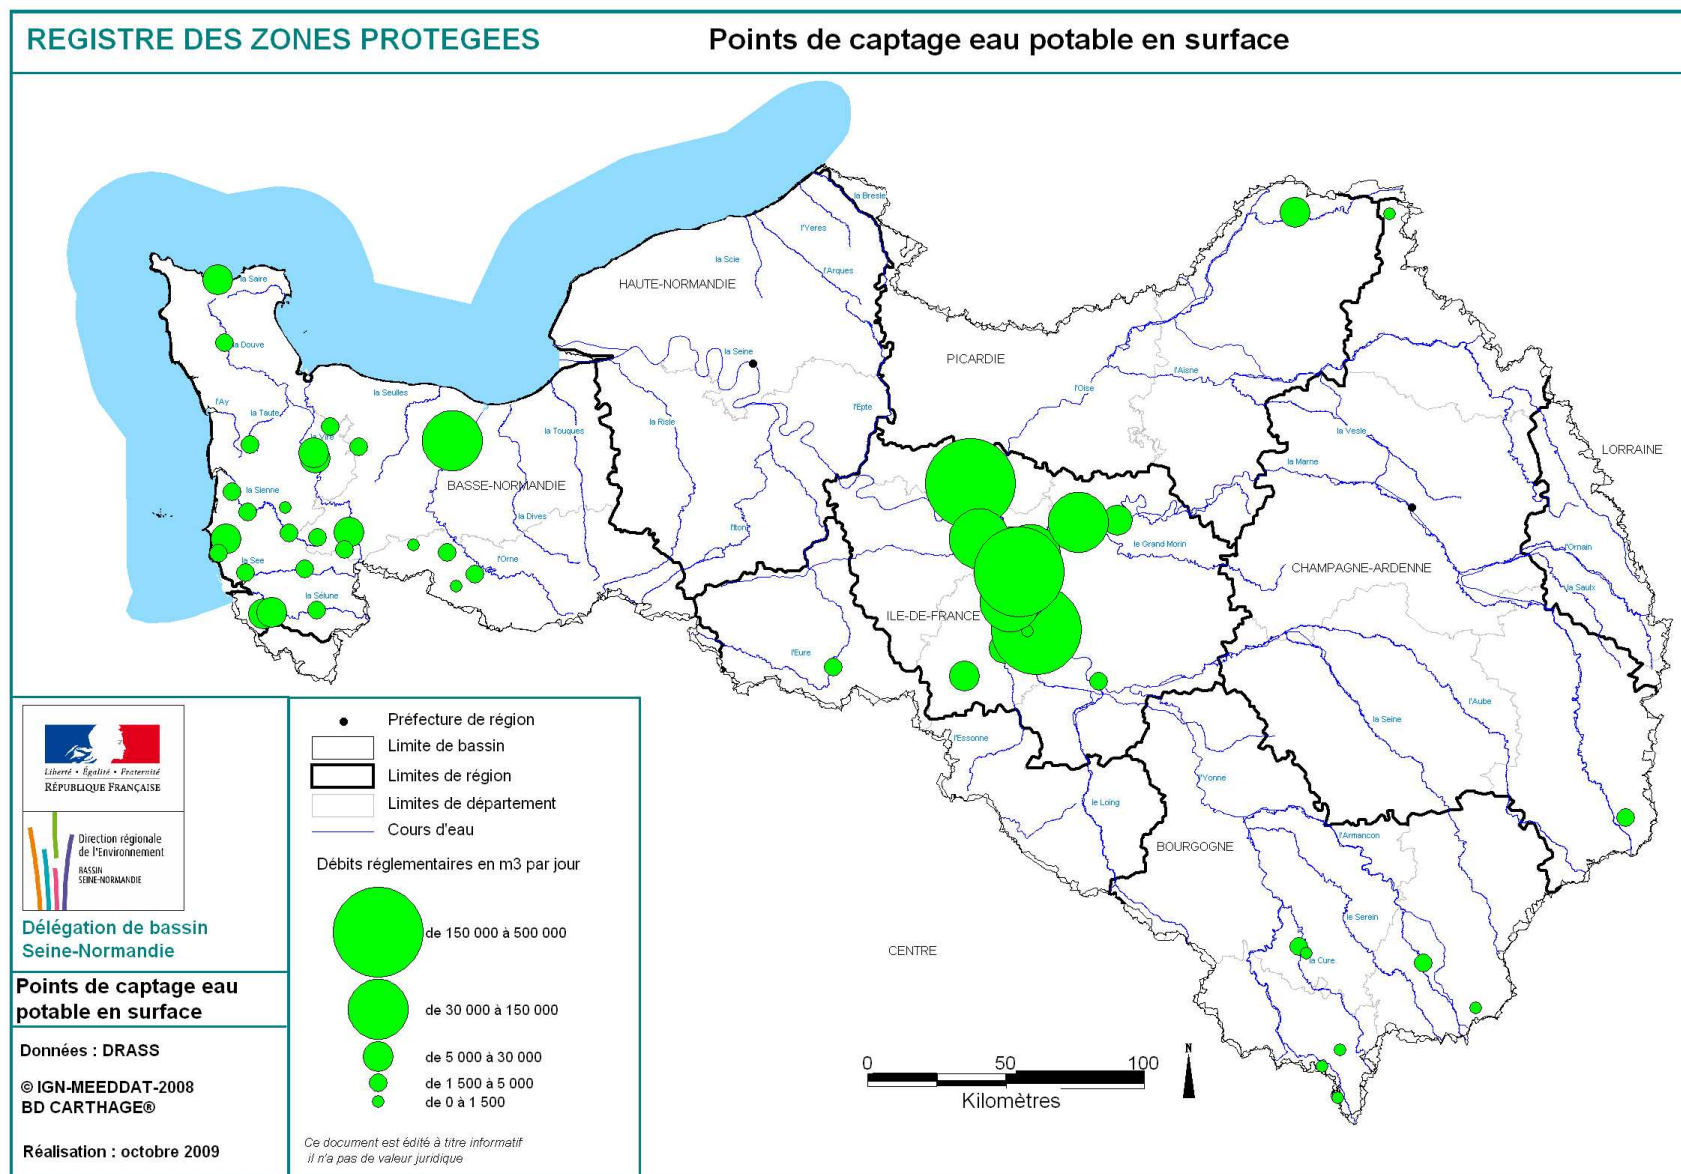 REGISTRE DES ZONES PROTEGEES
Points de captage eau potable en surface
la Bresle
l'Yeres
la Scie
l'Arques
HAUTE-NORMANDIE
la Saire
la Douve
la Seine
PICARDIE
l'Oise
l'Aisne
l'Ay
la Taute
la Seulles
la Vire
la Touques
la Risle
l'Epte
la Vesle
LORRAINE
la Marne
la Sienne
BASSE-NORMANDIE
la Dives
l'Iton
l'Orne
le Grand Morin
l'Ornain
CHAMPAGNE-ARDENNE
la Saulx
la See
la Sélune
ILE-DE-FRANCE
l'Eure
l'Aube
la Seine
l'Essonne
l'Yonne
le Loing
l'Armancon
BOURGOGNE
le Serein
CENTRE
la Cure
Liberté • Égalité • Fraternité
RÉPUBLIQUE FRANÇAISE
Direction régionale
de l'Environnement
BASSIN
SEINE-NORMANDIE
Délégation de bassin
Seine-Normandie
Points de captage eau
potable en surface
Données : DRASS
© IGN-MEEDDAT-2008
BD CARTHAGE®
Réalisation : octobre 2009
Préfecture de région
Limite de bassin
Limites de région
Limites de département
Cours d'eau
Débits réglementaires en m3 par jour
de 150 000 à 500 000
de 30 000 à 150 000
de 5 000 à 30 000
de 1 500 à 5 000
de 0 à 1 500
Ce document est édité à titre informatif
il n'a pas de valeur juridique
0 50 100
Kilomètres
N